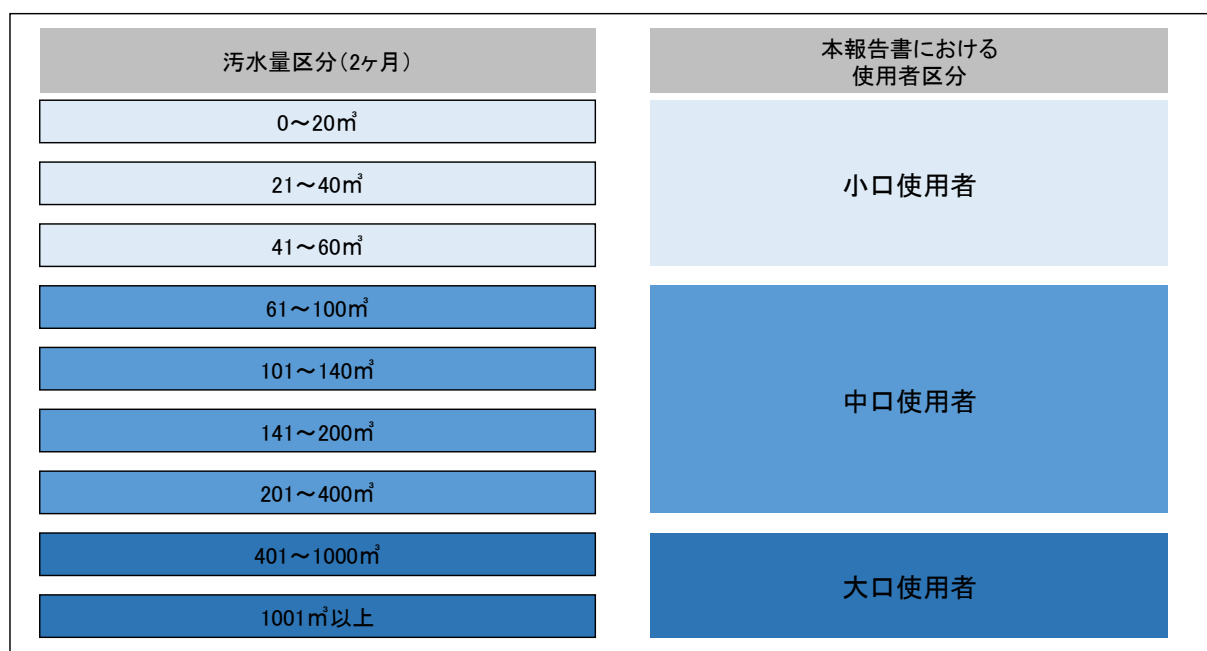 汚水量区分（2ヶ月）
0～20㎥
21～40㎥
41～60㎥
61～100㎥
101～140㎥
141～200㎥
201～400㎥
401～1000㎥
1001㎥以上
本報告書における
使用者区分
小口使用者
中口使用者
大口使用者